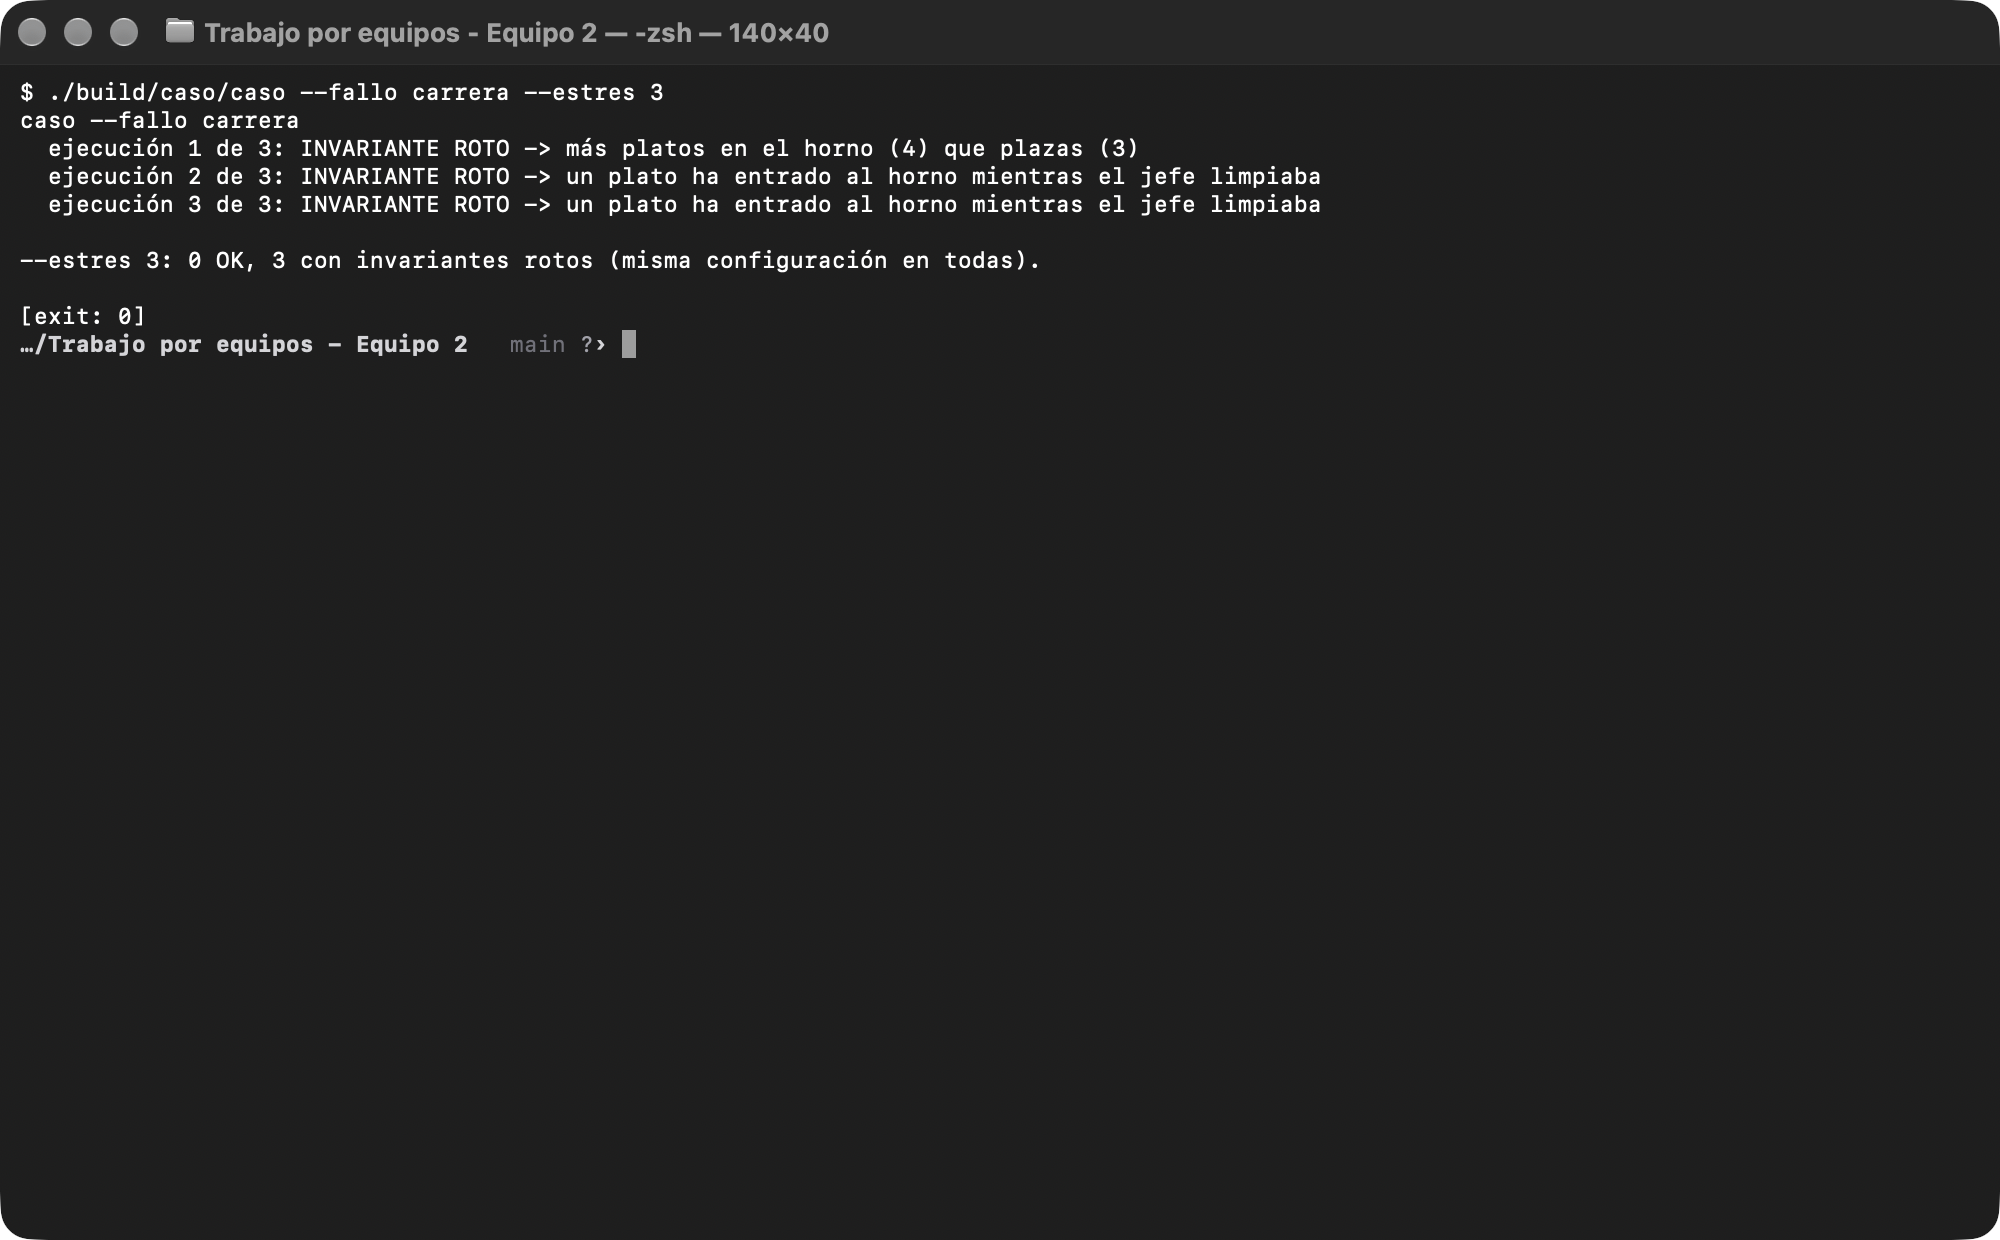 Trabajo por equipos - Equipo 2 — -zsh — 140×40
$ ./build/caso/caso --fallo carrera --estres 3
caso --fallo carrera
  ejecución 1 de 3: INVARIANTE ROTO -> más platos en el horno (4) que plazas (3)
  ejecución 2 de 3: INVARIANTE ROTO -> un plato ha entrado al horno mientras el jefe limpiaba
  ejecución 3 de 3: INVARIANTE ROTO -> un plato ha entrado al horno mientras el jefe limpiaba
--estres 3: 0 OK, 3 con invariantes rotos (misma configuración en todas).
[exit: 0]
…/Trabajo por equipos - Equipo 2   main ?›